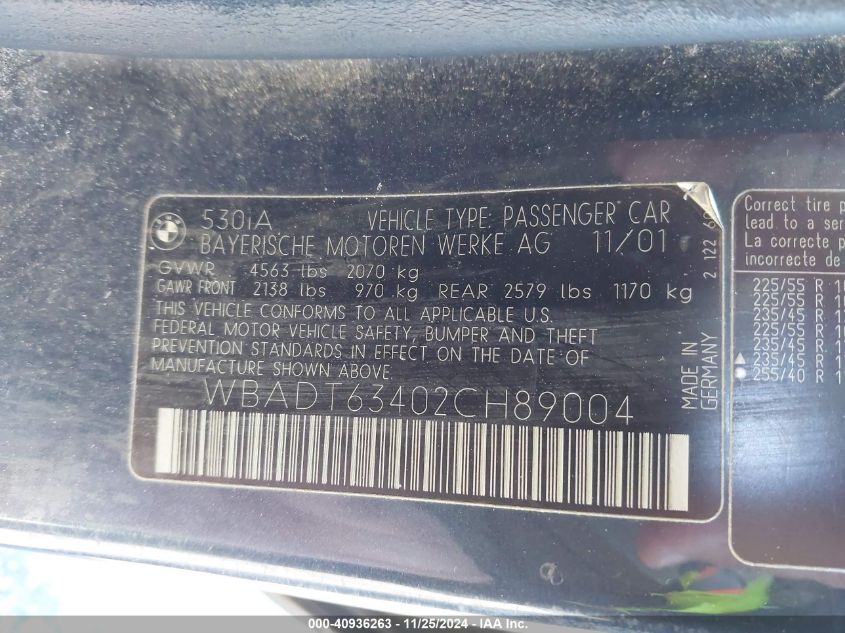 BMW
530iA VEHICLE TYPE: PASSENGER CAR
BAYERISCHE MOTOREN WERKE AG 11/01
GVWR 4563 lbs 2070 kg
GAWR FRONT 2138 lbs 970 kg REAR 2579 lbs 1170 kg
THIS VEHICLE CONFORMS TO ALL APPLICABLE U.S.
FEDERAL MOTOR VEHICLE SAFETY, BUMPER AND THEFT
PREVENTION STANDARDS IN EFFECT ON THE DATE OF
MANUFACTURE SHOWN ABOVE.
WBADT63402CH89004
MADE IN
GERMANY
2 122
Correct tire
lead to a
La correcte
incorrecte de
225/55 R
225/55 R
235/45 R
225/55 R
235/45 R
235/45 R
255/40 R
000-40936263 - 11/25/2024 - IAA Inc.